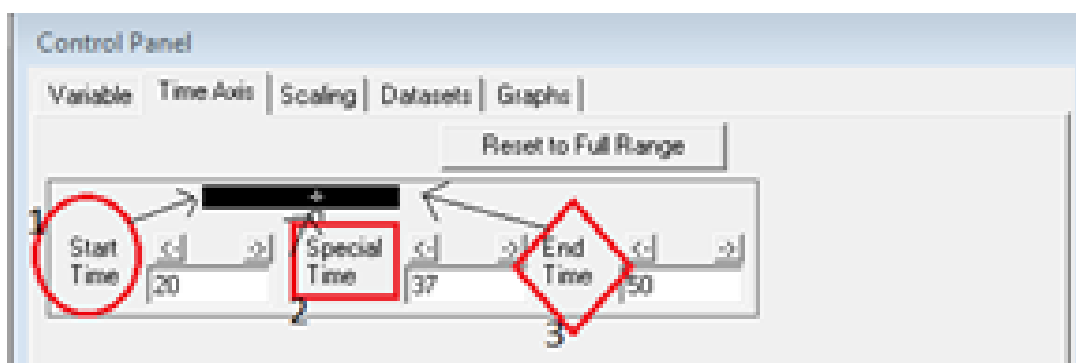 Control Panel
Variable Time Axis Scaling Datasets Graphs
Reset to Full Range
1
Start Time <-| ->| Special Time <-| ->| End Time <-| ->|
20 37 50
2
3